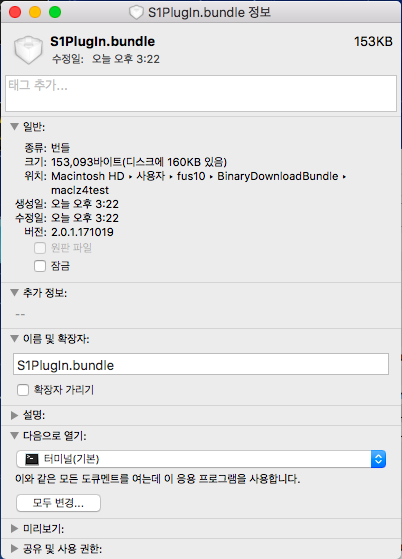 S1PlugIn.bundle 정보
S1PlugIn.bundle 153KB
수정일: 오늘 오후 3:22
태그 추가...
일반:
종류: 번들
크기: 153,093바이트(디스크에 160KB 있음)
위치: Macintosh HD ▸ 사용자 ▸ fus10 ▸ BinaryDownloadBundle ▸
maclz4test
생성일: 오늘 오후 3:22
수정일: 오늘 오후 3:22
버전: 2.0.1.171019
원판 파일
잠금
추가 정보:
--
이름 및 확장자:
S1PlugIn.bundle
확장자 가리기
설명:
다음으로 열기:
터미널(기본)
이와 같은 모든 도큐멘트를 여는데 이 응용 프로그램을 사용합니다.
모두 변경...
미리보기:
공유 및 사용 권한: